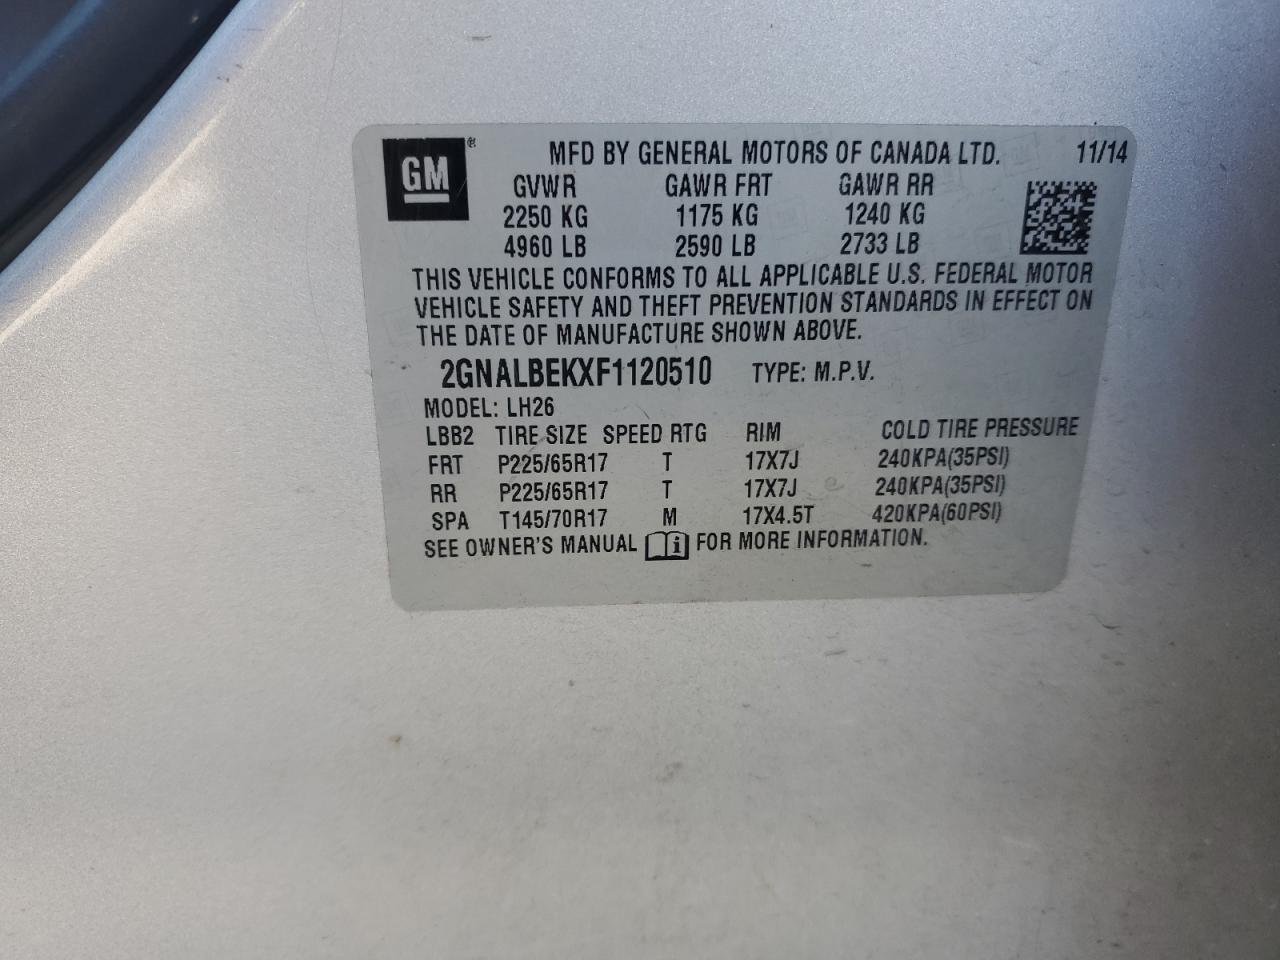 GM ® MFD BY GENERAL MOTORS OF CANADA LTD. 11/14
GVWR GAWR FRT GAWR RR
2250 KG 1175 KG 1240 KG
4960 LB 2590 LB 2733 LB
THIS VEHICLE CONFORMS TO ALL APPLICABLE U.S. FEDERAL MOTOR
VEHICLE SAFETY AND THEFT PREVENTION STANDARDS IN EFFECT ON
THE DATE OF MANUFACTURE SHOWN ABOVE.
2GNALBEKXF1120510 TYPE: M.P.V.
MODEL: LH26
LBB2 TIRE SIZE SPEED RTG RIM COLD TIRE PRESSURE
FRT P225/65R17 T 17X7J 240KPA(35PSI)
RR P225/65R17 T 17X7J 240KPA(35PSI)
SPA T145/70R17 M 17X4.5T 420KPA(60PSI)
SEE OWNER'S MANUAL i FOR MORE INFORMATION.